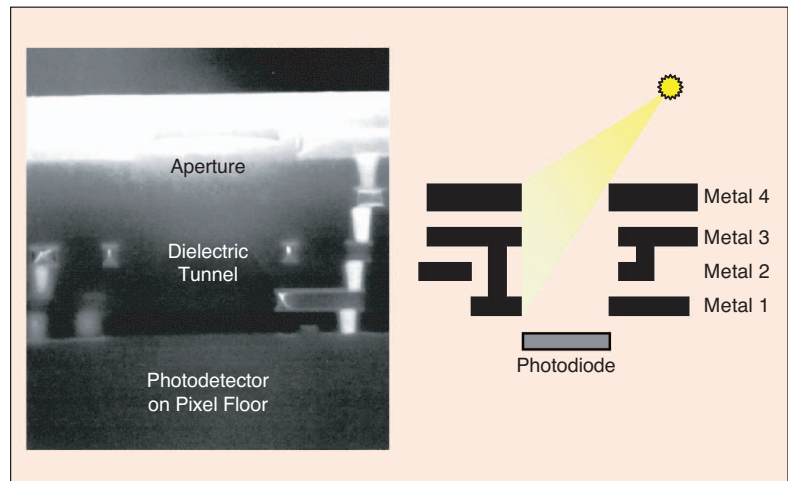 Aperture
Dielectric
Tunnel
Photodetector
on Pixel Floor
Metal 4
Metal 3
Metal 2
Metal 1
Photodiode